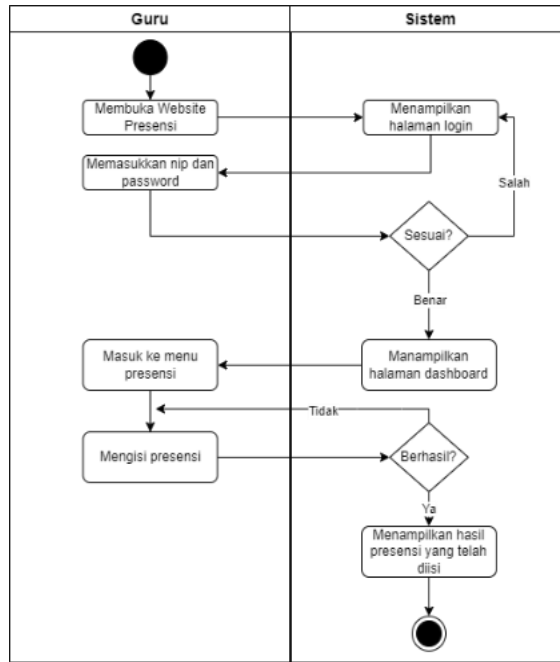 Guru
Sistem
Membuka Website
Presensi
Menampilkan
halaman login
Memasukkan nip dan
password
Salah
Sesuai?
Benar
Masuk ke menu
presensi
Manampilkan
halaman dashboard
Tidak
Mengisi presensi
Berhasil?
Ya
Menampilkan hasil
presensi yang telah
diisi